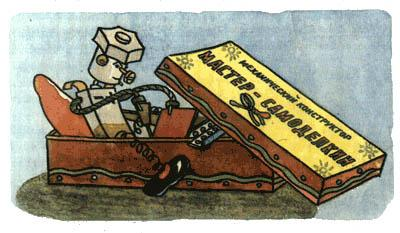 МЕХАНИЧЕСКИЙ КОНСТРУКТОР
МАСТЕР-САМОДЕЛКИН